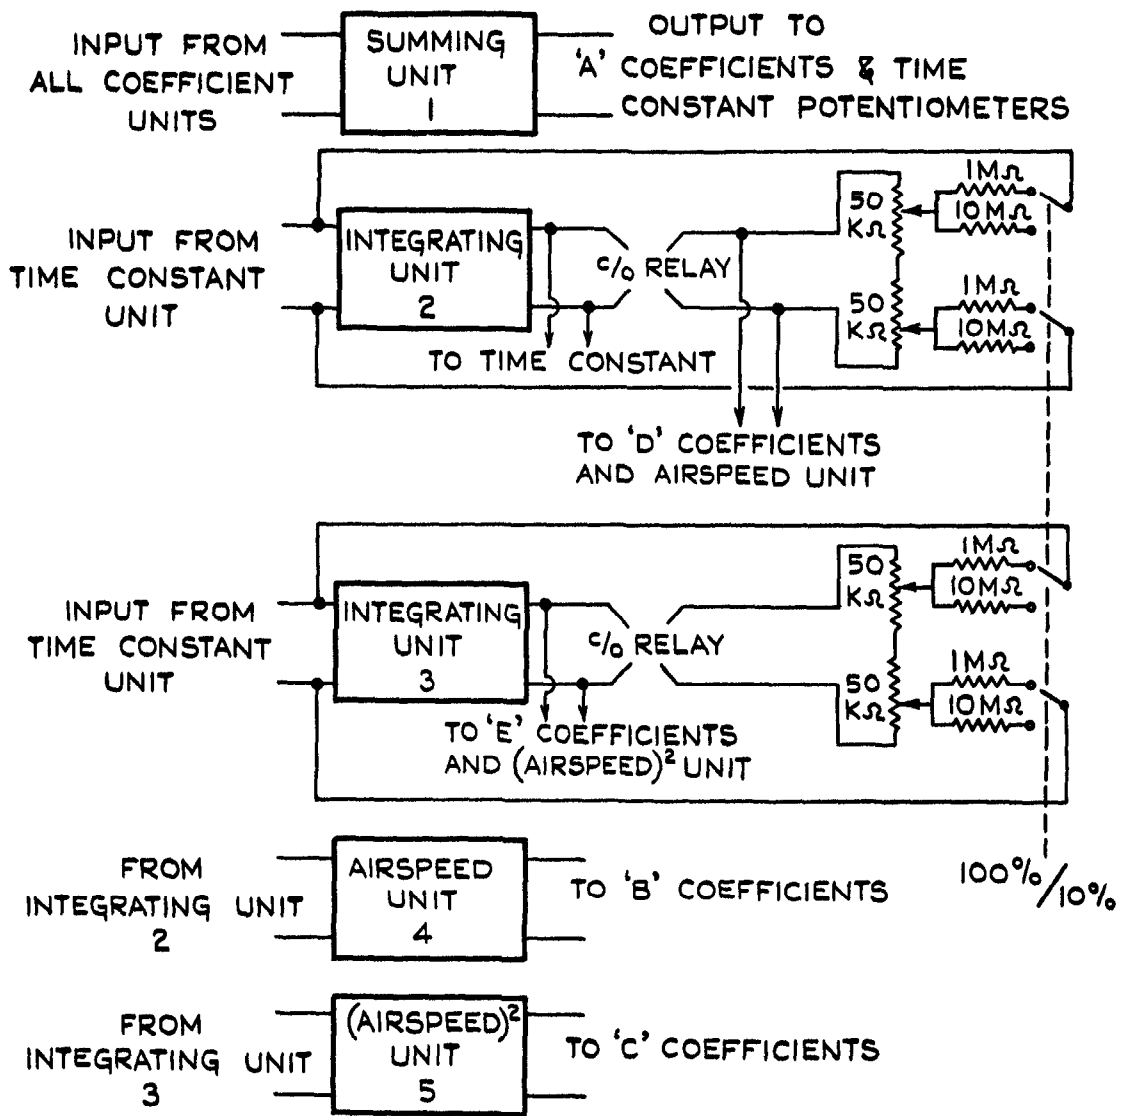 INPUT FROM
ALL COEFFICIENT
UNITS
SUMMING
UNIT
1
OUTPUT TO
'A' COEFFICIENTS & TIME
CONSTANT POTENTIOMETERS
INPUT FROM
TIME CONSTANT
UNIT
INTEGRATING
UNIT
2
C/O RELAY
TO TIME CONSTANT
50
KΩ
50
KΩ
1MΩ
10MΩ
1MΩ
10MΩ
TO 'D' COEFFICIENTS
AND AIRSPEED UNIT
INPUT FROM
TIME CONSTANT
UNIT
INTEGRATING
UNIT
3
C/O RELAY
TO 'E' COEFFICIENTS
AND (AIRSPEED)² UNIT
50
KΩ
50
KΩ
1MΩ
10MΩ
1MΩ
10MΩ
100%/10%
FROM
INTEGRATING UNIT
2
AIRSPEED
UNIT
4
TO 'B' COEFFICIENTS
FROM
INTEGRATING UNIT
3
(AIRSPEED)²
UNIT
5
TO 'C' COEFFICIENTS